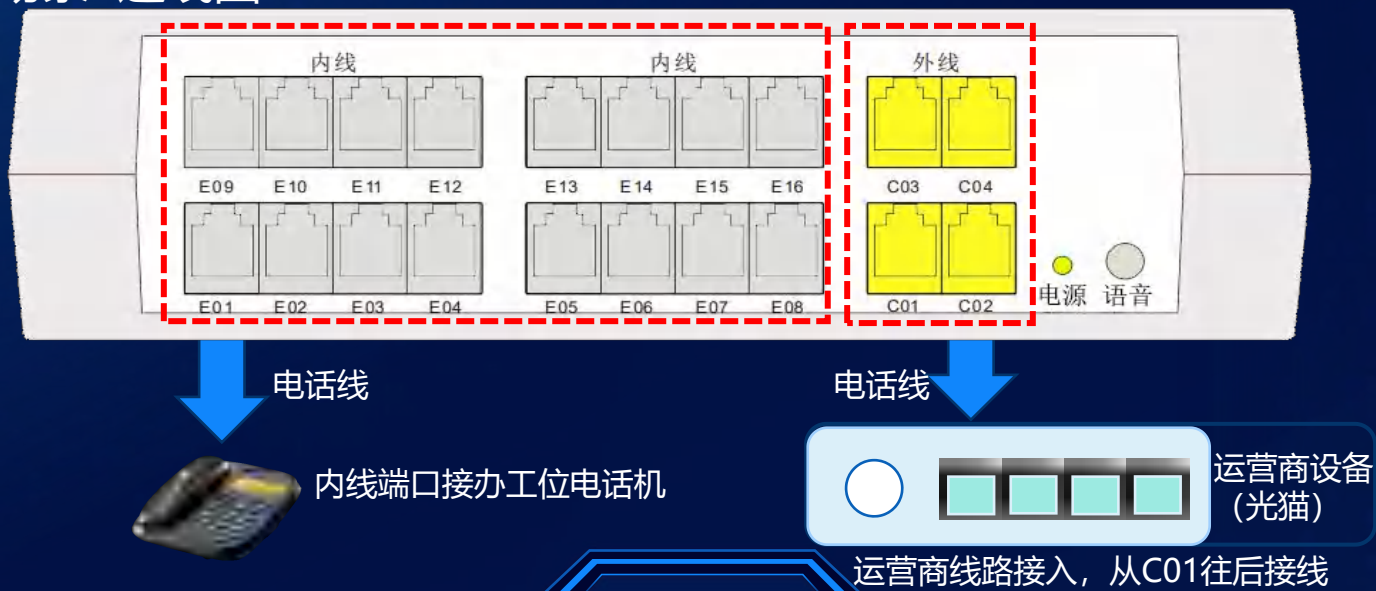 内线 内线 外线
E09 E10 E11 E12 E13 E14 E15 E16 C03 C04
E01 E02 E03 E04 E05 E06 E07 E08 C01 C02
电源 语音
电话线 电话线
内线端口接办工位电话机
运营商设备
（光猫）
运营商线路接入，从C01往后接线